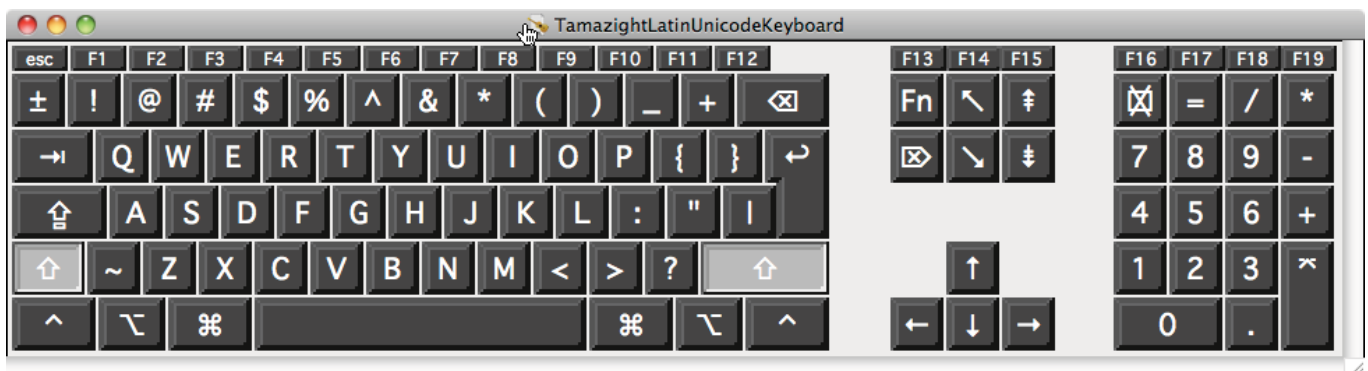 TamazightLatinUnicodeKeyboard
esc F1 F2 F3 F4 F5 F6 F7 F8 F9 F10 F11 F12 F13 F14 F15 F16 F17 F18 F19
± ! @ # $ % ^ & * ( ) _ + ⌫ Fn ↖ ⇞ ⌧ = / *
⇥ Q W E R T Y U I O P { } ↩ ⌦ ↘ ⇟ 7 8 9 -
⇪ A S D F G H J K L : " | 4 5 6 +
⇧ ~ Z X C V B N M < > ? ⇧ ↑ 1 2 3 ⌤
⌃ ⌥ ⌘ ⌘ ⌥ ⌃ ← ↓ → 0 .